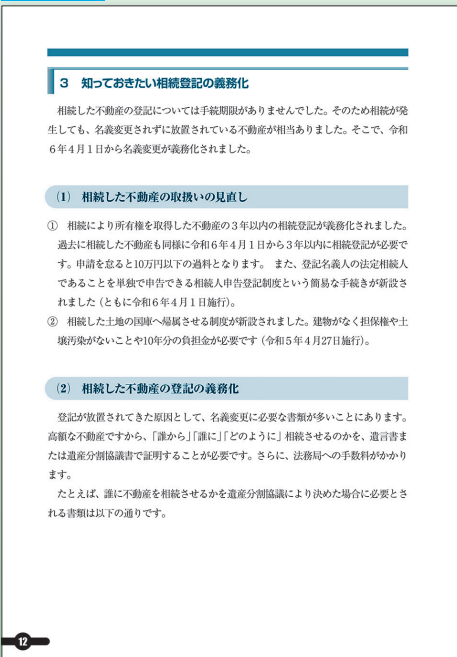 3 知っておきたい相続登記の義務化
相続した不動産の登記については手続期限がありませんでした。そのため相続が発
生しても、名義変更されずに放置されている不動産が相当ありました。そこで、令和
6年4月1日から名義変更が義務化されました。
(1) 相続した不動産の取扱いの見直し
① 相続により所有権を取得した不動産の3年以内の相続登記が義務化されました。
過去に相続した不動産も同様に令和6年4月1日から3年以内に相続登記が必要で
す。申請を怠ると10万円以下の過料となります。 また、登記名義人の法定相続人
であることを単独で申告できる相続人申告登記制度という簡易な手続きが新設さ
れました（ともに令和6年4月1日施行）。
② 相続した土地の国庫へ帰属させる制度が新設されました。建物がなく担保権や土
壌汚染がないことや10年分の負担金が必要です（令和5年4月27日施行）。
(2) 相続した不動産の登記の義務化
登記が放置されてきた原因として、名義変更に必要な書類が多いことにあります。
高額な不動産ですから、「誰から」「誰に」「どのように」相続させるのかを、遺言書ま
たは遺産分割協議書で証明することが必要です。さらに、法務局への手数料がかかり
ます。
たとえば、誰に不動産を相続させるかを遺産分割協議により決めた場合に必要とさ
れる書類は以下の通りです。
12